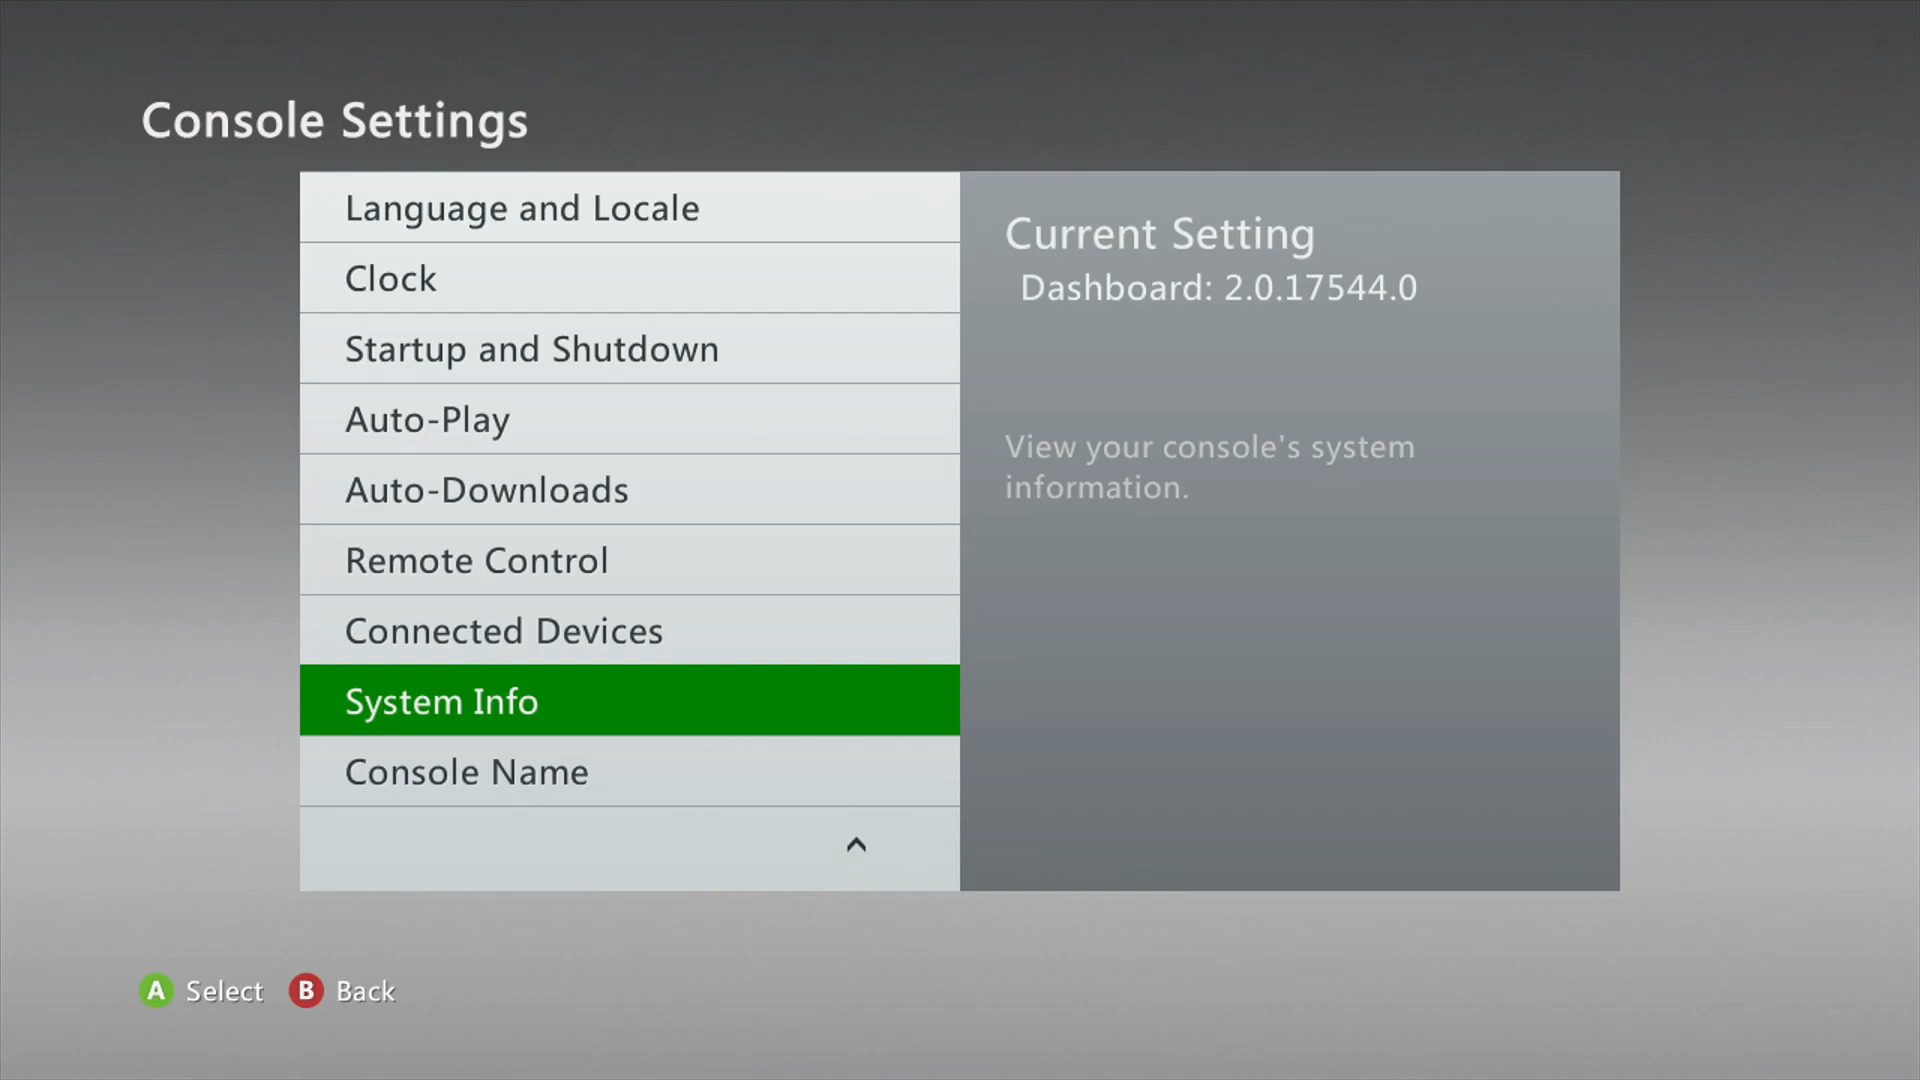 Console Settings
Language and Locale
Clock
Startup and Shutdown
Auto-Play
Auto-Downloads
Remote Control
Connected Devices
System Info
Console Name
Current Setting
Dashboard: 2.0.17544.0
View your console's system
information.
A Select B Back